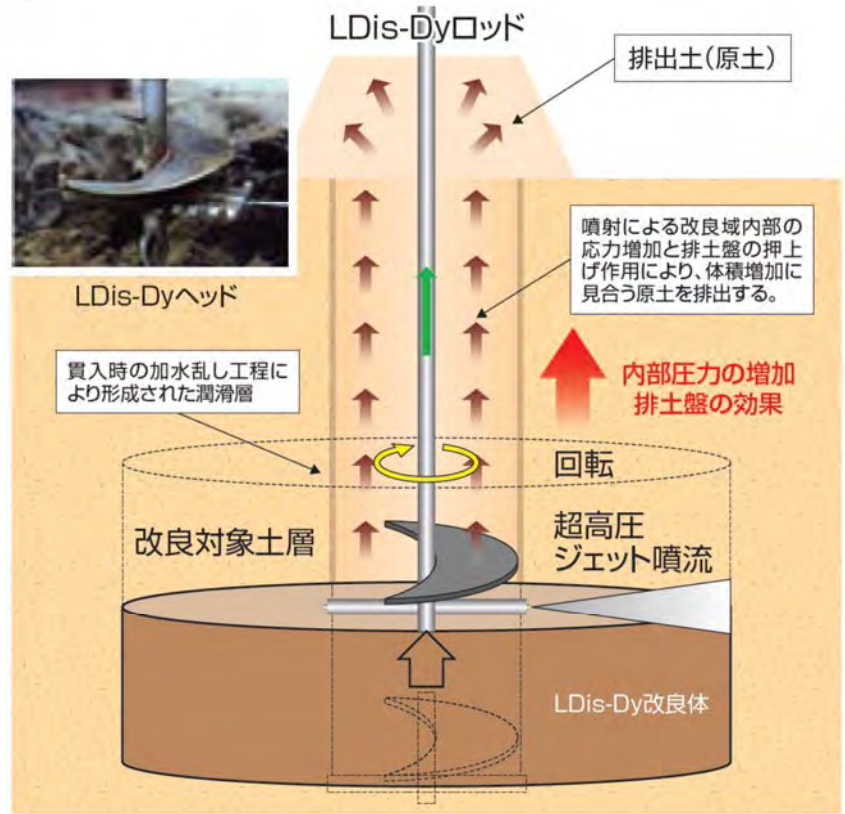 LDis-Dyロッド
排出土（原土）
LDis-Dyヘッド
噴射による改良域内部の
応力増加と排土盤の押上
げ作用により、体積増加に
見合う原土を排出する。
貫入時の加水乱し工程に
より形成された潤滑層
内部圧力の増加
排土盤の効果
回転
改良対象土層
超高圧
ジェット噴流
LDis-Dy改良体